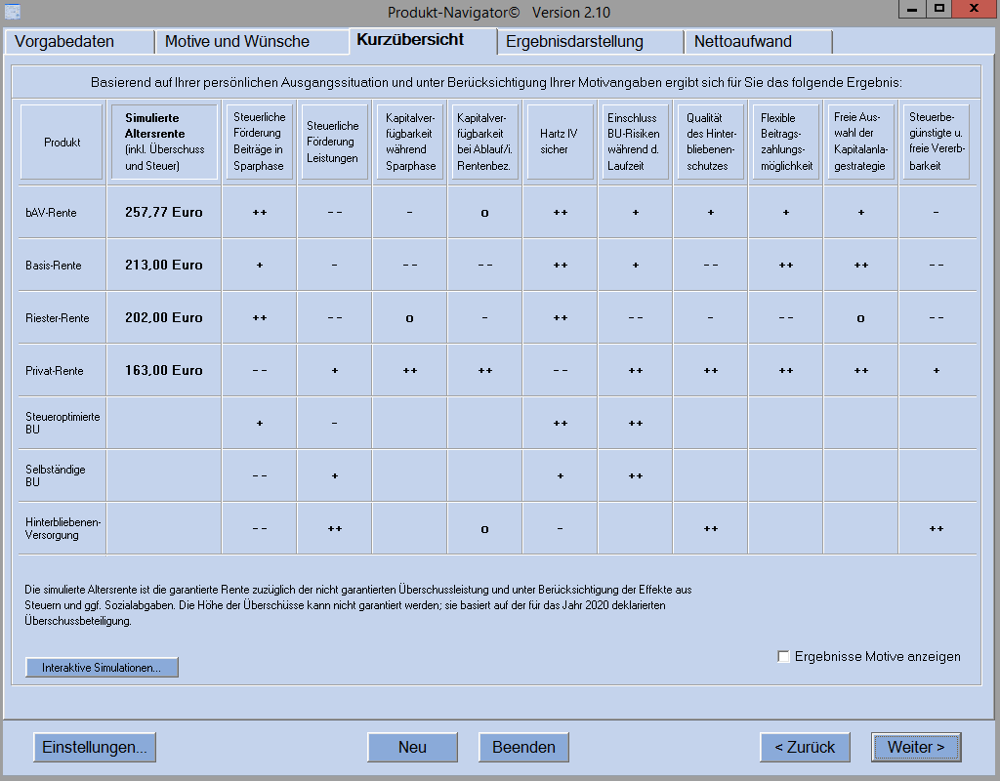 Produkt-Navigator© Version 2.10
Vorgabedaten
Motive und Wünsche
Kurzübersicht
Ergebnisdarstellung
Nettoaufwand
Basierend auf Ihrer persönlichen Ausgangssituation und unter Berücksichtigung Ihrer Motivangaben ergibt sich für Sie das folgende Ergebnis:
Produkt
Simulierte
Altersrente
(inkl. Überschuss
und Steuer)
Steuerliche
Förderung
Beiträge in
Sparphase
Steuerliche
Förderung
Leistungen
Kapitalver-
fügbarkeit
während
Sparphase
Kapitalver-
fügbarkeit
bei Ablauf/i.
Rentenbez.
Hartz IV
sicher
Einschluss
BU-Risiken
während d.
Laufzeit
Qualität
des Hinter-
bliebenen-
schutzes
Flexible
Beitrags-
zahlungs-
möglichkeit
Freie Aus-
wahl der
Kapitalanla-
gestrategie
Steuerbe-
günstigte u.
freie Vererb-
barkeit
bAV-Rente 257,77 Euro ++ -- - o ++ + + + + -
Basis-Rente 213,00 Euro + - -- -- ++ + -- ++ ++ --
Riester-Rente 202,00 Euro ++ -- o - ++ -- - -- o --
Privat-Rente 163,00 Euro -- + ++ ++ -- ++ ++ ++ ++ +
Steueroptimierte
BU
+ - ++ ++
Selbständige
BU
-- + + ++
Hinterbliebenen-
Versorgung
-- ++ o - ++ ++
Die simulierte Altersrente ist die garantierte Rente zuzüglich der nicht garantierten Überschussleistung und unter Berücksichtigung der Effekte aus
Steuern und ggf. Sozialabgaben. Die Höhe der Überschüsse kann nicht garantiert werden; sie basiert auf der für das Jahr 2020 deklarierten
Überschussbeteiligung.
Ergebnisse Motive anzeigen
Interaktive Simulationen...
Einstellungen...
Neu
Beenden
< Zurück
Weiter >